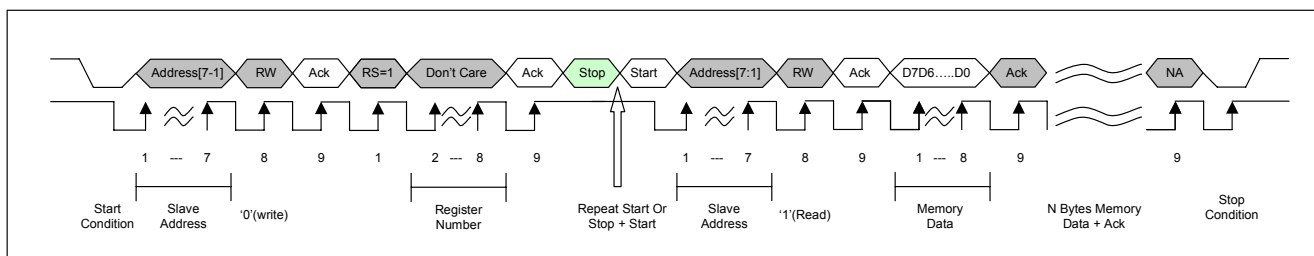 Address[7-1] RW Ack RS=1 Don't Care Ack Stop Start Address[7:1] RW Ack D7D6.....D0 Ack NA
1 --- 7 8 9 1 2 --- 8 9 1 --- 7 8 9 1 --- 8 9 9
Start Condition
Slave Address
'0'(write)
Register Number
Repeat Start Or Stop + Start
Slave Address
'1'(Read)
Memory Data
N Bytes Memory Data + Ack
Stop Condition